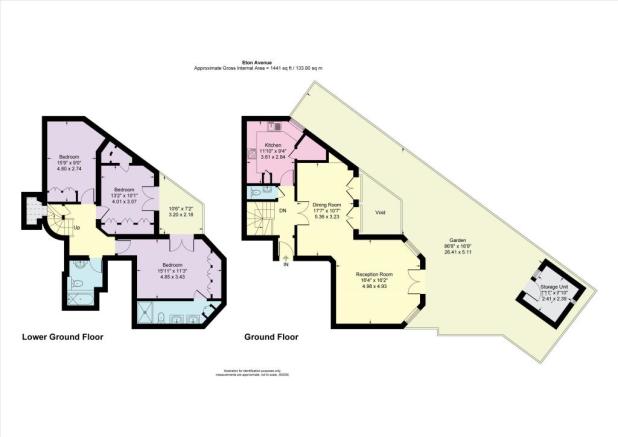 Eton Avenue
Approximate Gross Internal Area = 1441 sq ft / 133.90 sq m
Kitchen
11'10" x 9'4"
3.61 x 2.84
Bedroom
15'9" x 9'0"
4.80 x 2.74
Bedroom
13'2" x 10'1"
4.01 x 3.07
10'6" x 7'2"
3.20 x 2.18
Up
Bedroom
15'11" x 11'3"
4.85 x 3.43
DN
Dining Room
17'7" x 10'7"
5.36 x 3.23
Void
IN
Reception Room
16'4" x 16'2"
4.98 x 4.93
Garden
86'8" x 16'9"
26.41 x 5.11
Storage Unit
2.41 x 2.39
Lower Ground Floor
Ground Floor
Illustration for identification purposes only,
measurements are approximate, not to scale.